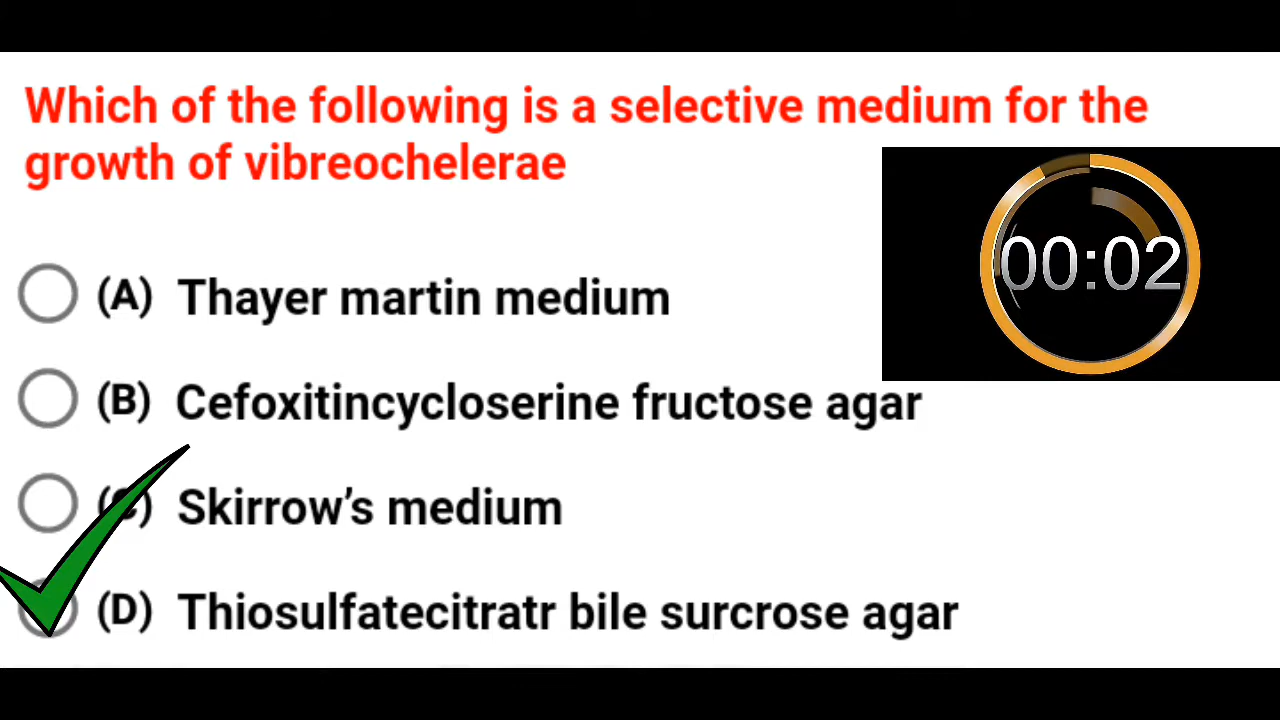 Which of the following is a selective medium for the
growth of vibreochelerae
00:02
(A) Thayer martin medium
(B) Cefoxitincycloserine fructose agar
(C) Skirrow's medium
(D) Thiosulfatecitratr bile surcrose agar